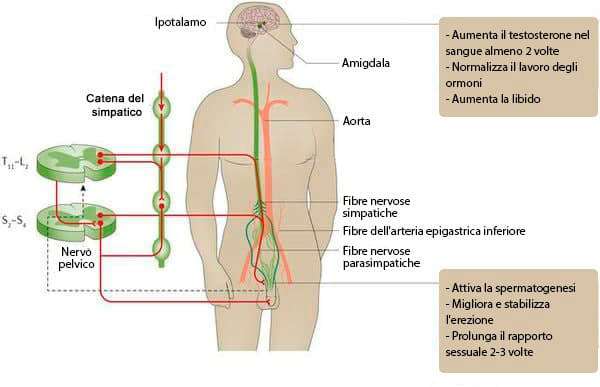 Ipotalamo
Amigdala
- Aumenta il testosterone nel
sangue almeno 2 volte
- Normalizza il lavoro degli
ormoni
- Aumenta la libido
Catena del
simpatico
Aorta
T₁₁–L₂
S₂–S₄
Nervo
pelvico
Fibre nervose
simpatiche
Fibre dell'arteria epigastrica inferiore
Fibre nervose
parasimpatiche
- Attiva la spermatogenesi
- Migliora e stabilizza
l'erezione
- Prolunga il rapporto
sessuale 2-3 volte